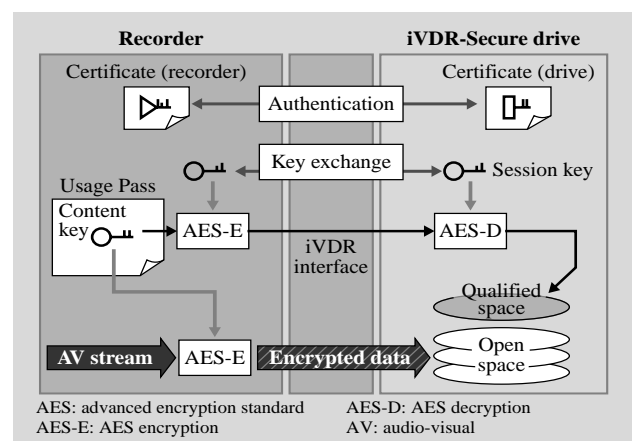 Recorder
iVDR-Secure drive
Certificate (recorder)
Certificate (drive)
Authentication
Key exchange
Session key
Usage Pass
Content
key
AES-E
AES-D
iVDR
interface
Qualified
space
AV stream
AES-E
Encrypted data
Open
space
AES: advanced encryption standard
AES-D: AES decryption
AES-E: AES encryption
AV: audio-visual